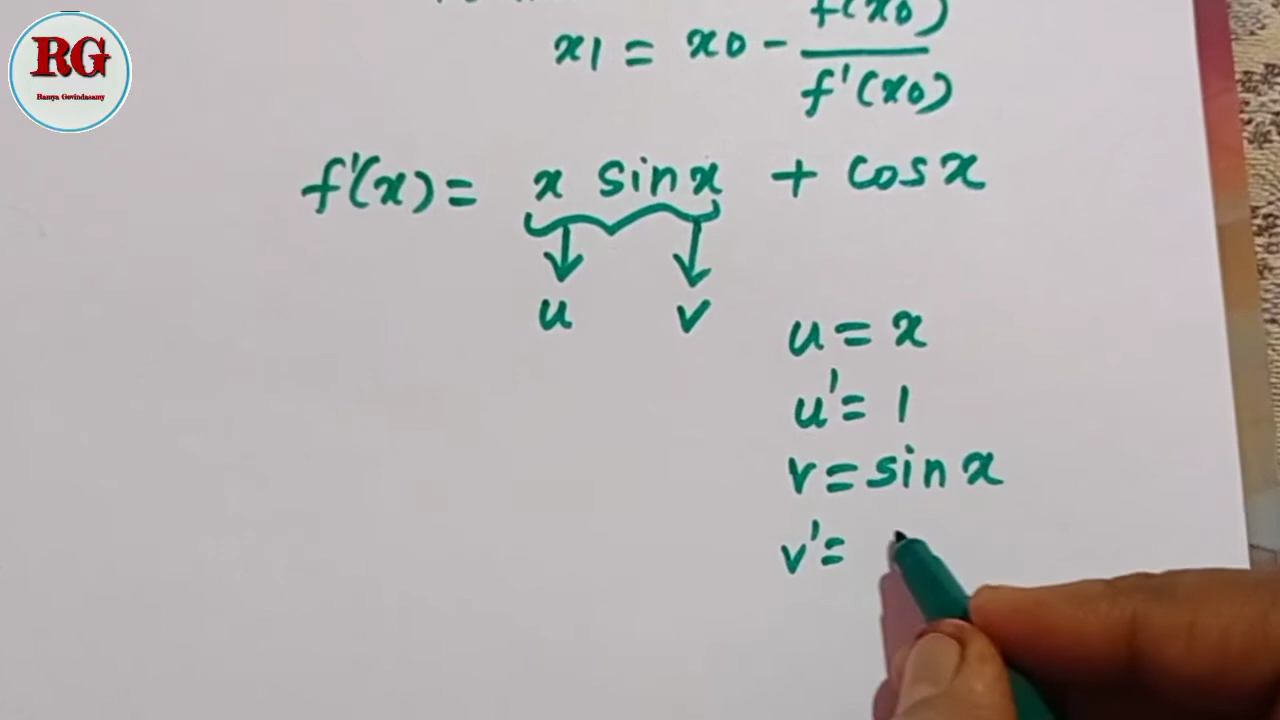 RG
Ramya Govindasamy
x1 = x0 - f(x0) / f'(x0)
f'(x) = x sin x + cos x
u v
u = x
u' = 1
v = sin x
v' =